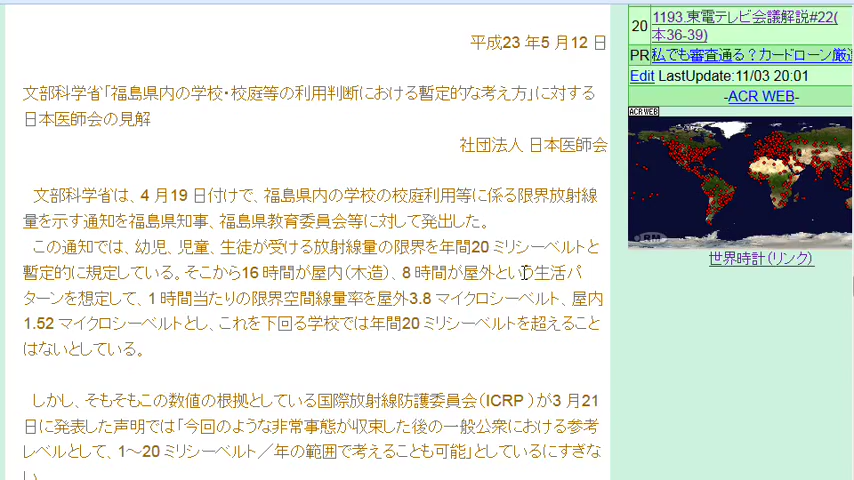 平成23 年5 月12 日
文部科学省「福島県内の学校・校庭等の利用判断における暫定的な考え方」に対する
日本医師会の見解
社団法人 日本医師会
文部科学省は、4 月19 日付けで、福島県内の学校の校庭利用等に係る限界放射線
量を示す通知を福島県知事、福島県教育委員会等に対して発出した。
この通知では、幼児、児童、生徒が受ける放射線量の限界を年間20 ミリシーベルトと
暫定的に規定している。そこから16 時間が屋内（木造）、8 時間が屋外という生活パ
ターンを想定して、1 時間当たりの限界空間線量率を屋外3.8 マイクロシーベルト、屋内
1.52 マイクロシーベルトとし、これを下回る学校では年間20 ミリシーベルトを超えること
はないとしている。
しかし、そもそもこの数値の根拠としている国際放射線防護委員会（ICRP ）が3 月21
日に発表した声明では「今回のような非常事態が収束した後の一般公衆における参考
レベルとして、1～20 ミリシーベルト／年の範囲で考えることも可能」としているにすぎな
い
20
1193.東電テレビ会議解説#22(
本36-39)
PR私でも審査通る？カードローン厳選
Edit LastUpdate:11/03 20:01
-ACR WEB-
ACR WEB
RN
世界時計（リンク）